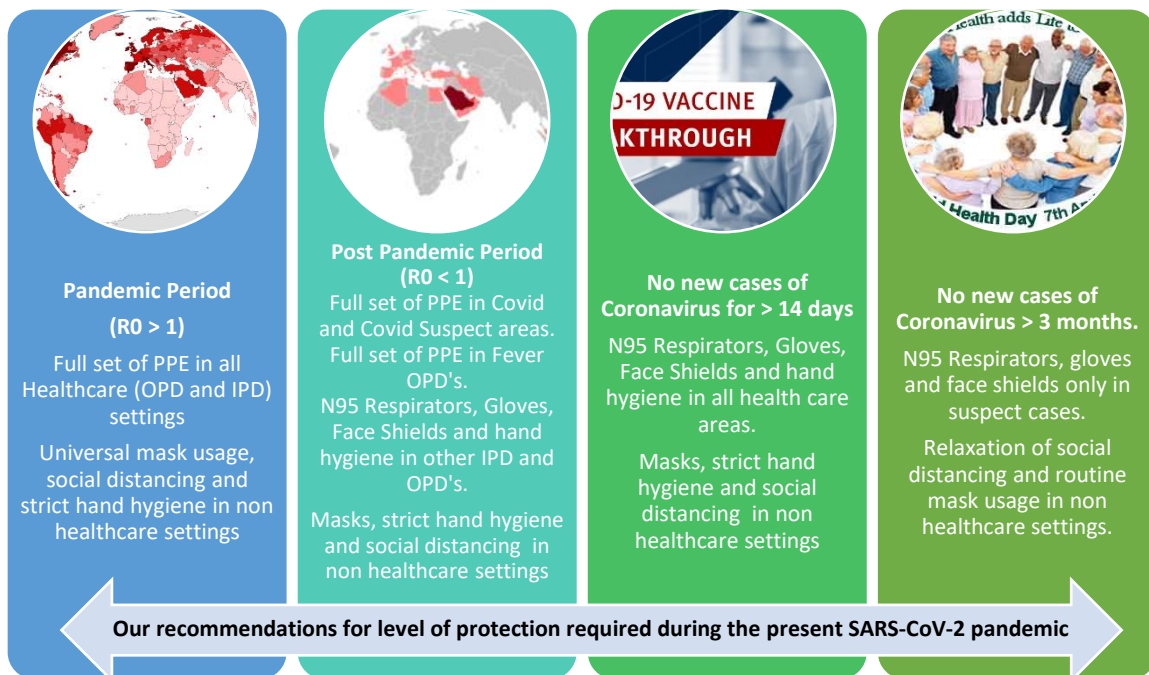 Pandemic Period
(R0 > 1)
Full set of PPE in all
Healthcare (OPD and IPD)
settings
Universal mask usage,
social distancing and
strict hand hygiene in non
healthcare settings
Post Pandemic Period
(R0 < 1)
Full set of PPE in Covid
and Covid Suspect areas.
Full set of PPE in Fever
OPD's.
N95 Respirators, Gloves,
Face Shields and hand
hygiene in other IPD and
OPD's.
Masks, strict hand hygiene
and social distancing in
non healthcare settings
D-19 VACCINE
KTHROUGH
No new cases of
Coronavirus for > 14 days
N95 Respirators, Gloves,
Face Shields and hand
hygiene in all health care
areas.
Masks, strict hand
hygiene and social
distancing in non
healthcare settings
Health adds Life
Health Day 7th
No new cases of
Coronavirus > 3 months.
N95 Respirators, gloves
and face shields only in
suspect cases.
Relaxation of social
distancing and routine
mask usage in non
healthcare settings.
Our recommendations for level of protection required during the present SARS-CoV-2 pandemic